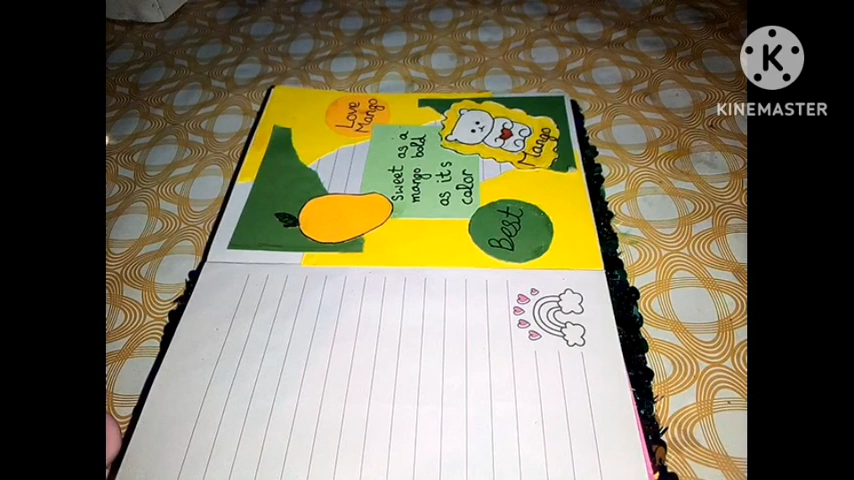 Love
Mango
sweet as a
mango bold
as its
color
Mango
Best
K
KINEMASTER